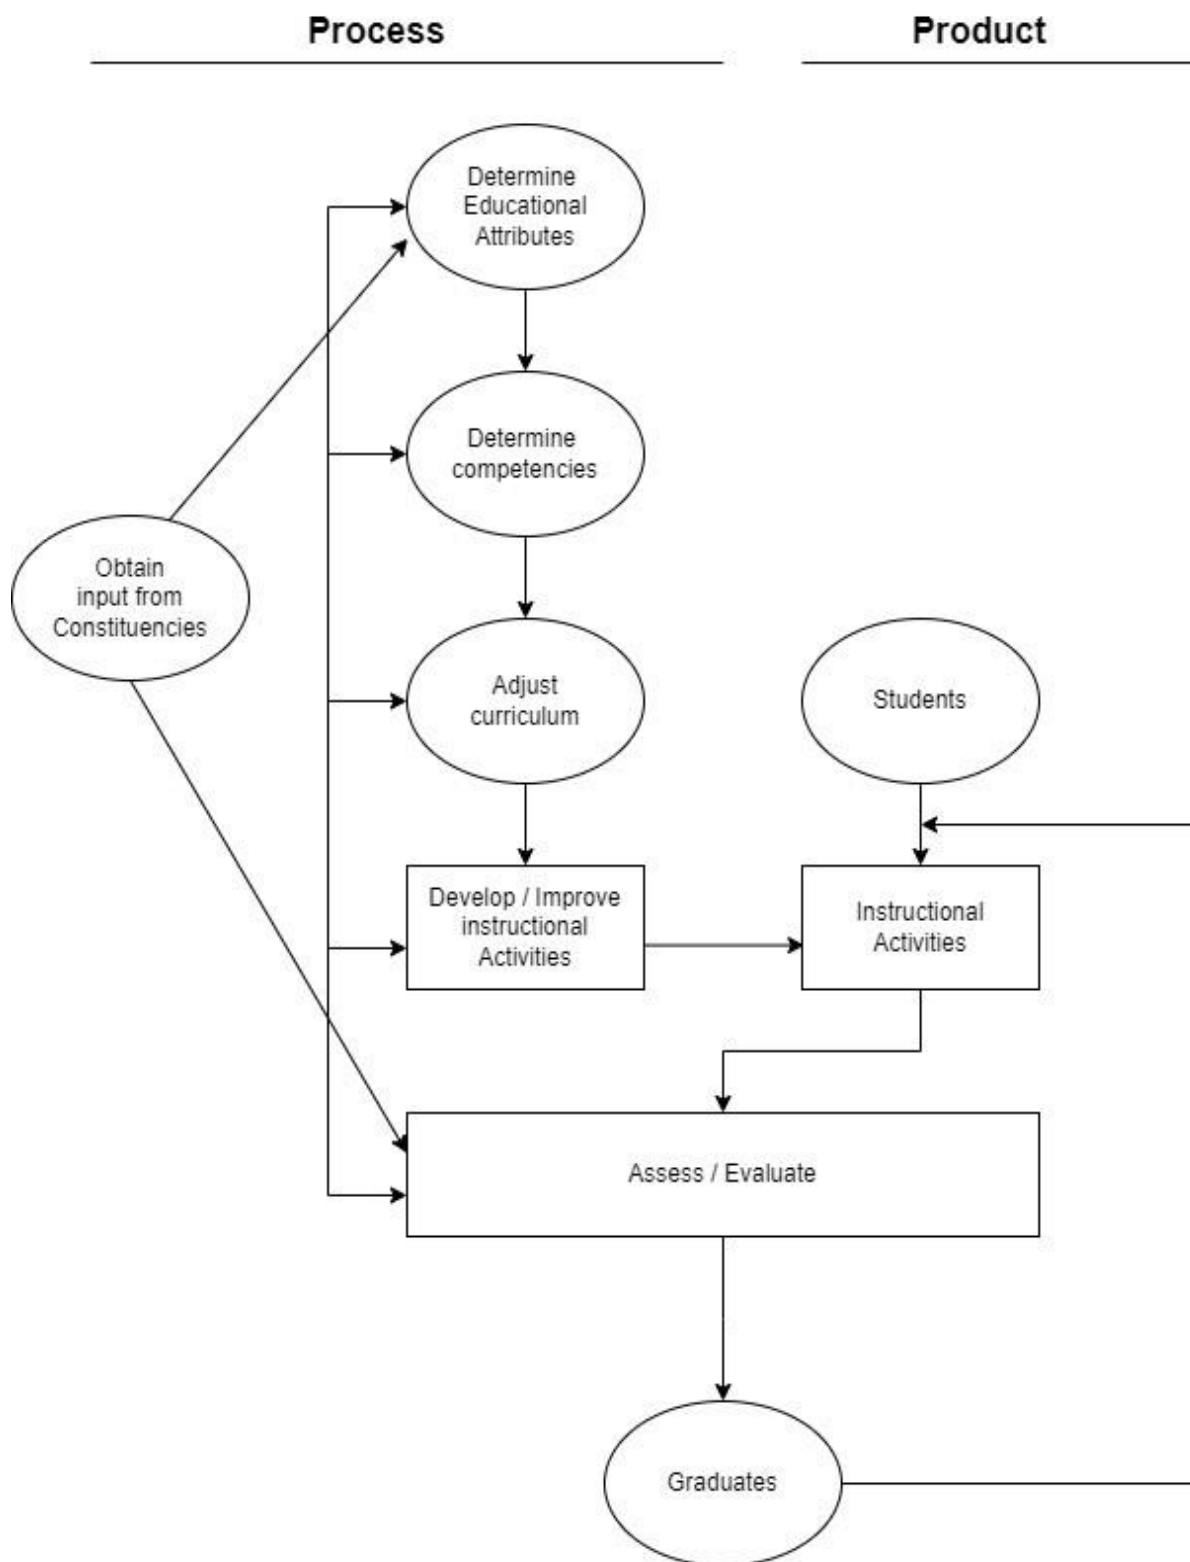 Process
Product
Determine
Educational
Attributes
Determine
competencies
Obtain
input from
Constituencies
Adjust
curriculum
Students
Develop / Improve
instructional
Activities
Instructional
Activities
Assess / Evaluate
Graduates